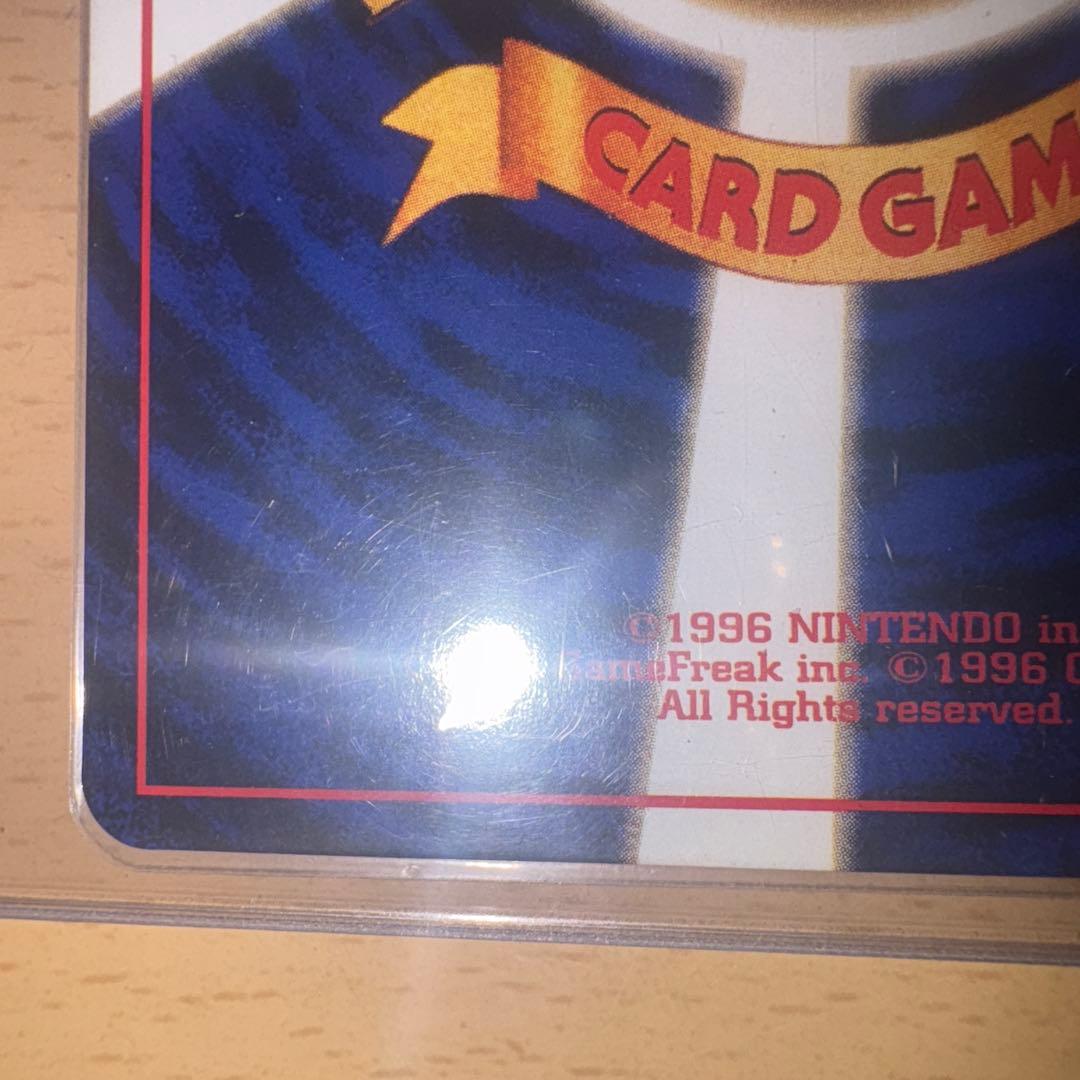 CARD GAM
©1996 NINTENDO in
GameFreak inc. ©1996 C
All Rights reserved.